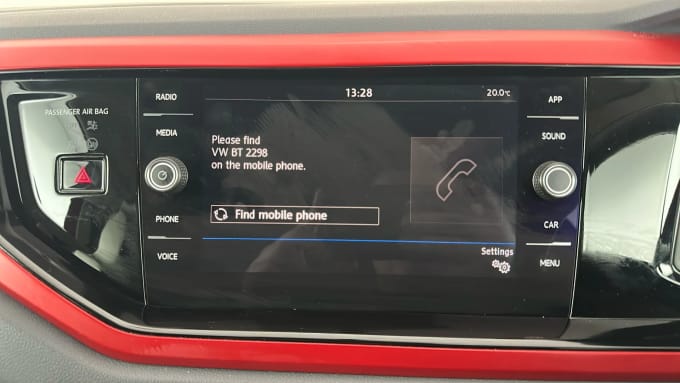 PASSENGER AIR BAG
RADIO
MEDIA
PHONE
VOICE
13:28
20.0°C
Please find
VW BT 2298
on the mobile phone.
Find mobile phone
Settings
APP
SOUND
CAR
MENU